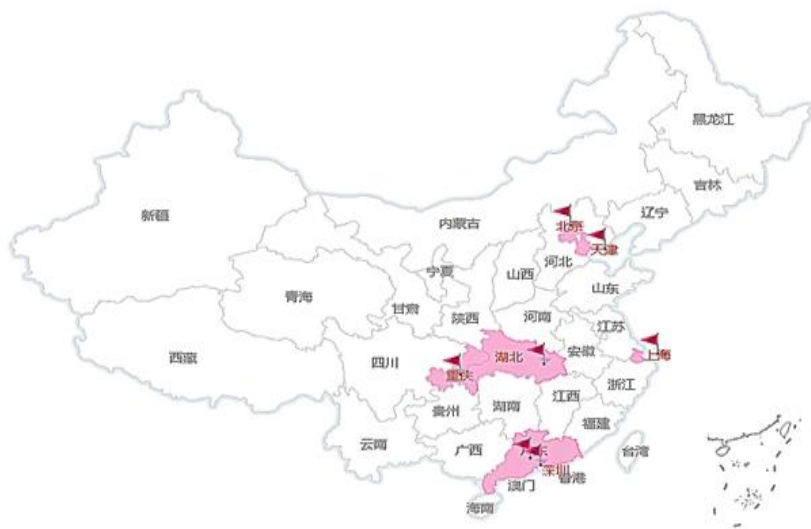 黑龙江
吉林
辽宁
新疆
内蒙古
北京
天津
河北
宁夏
山西
青海
山东
甘肃
陕西
河南
江苏
西藏
四川
湖北
安徽
上海
重庆
浙江
贵州
湖南
江西
福建
云南
广西
台湾
深圳
香港
澳门
海南